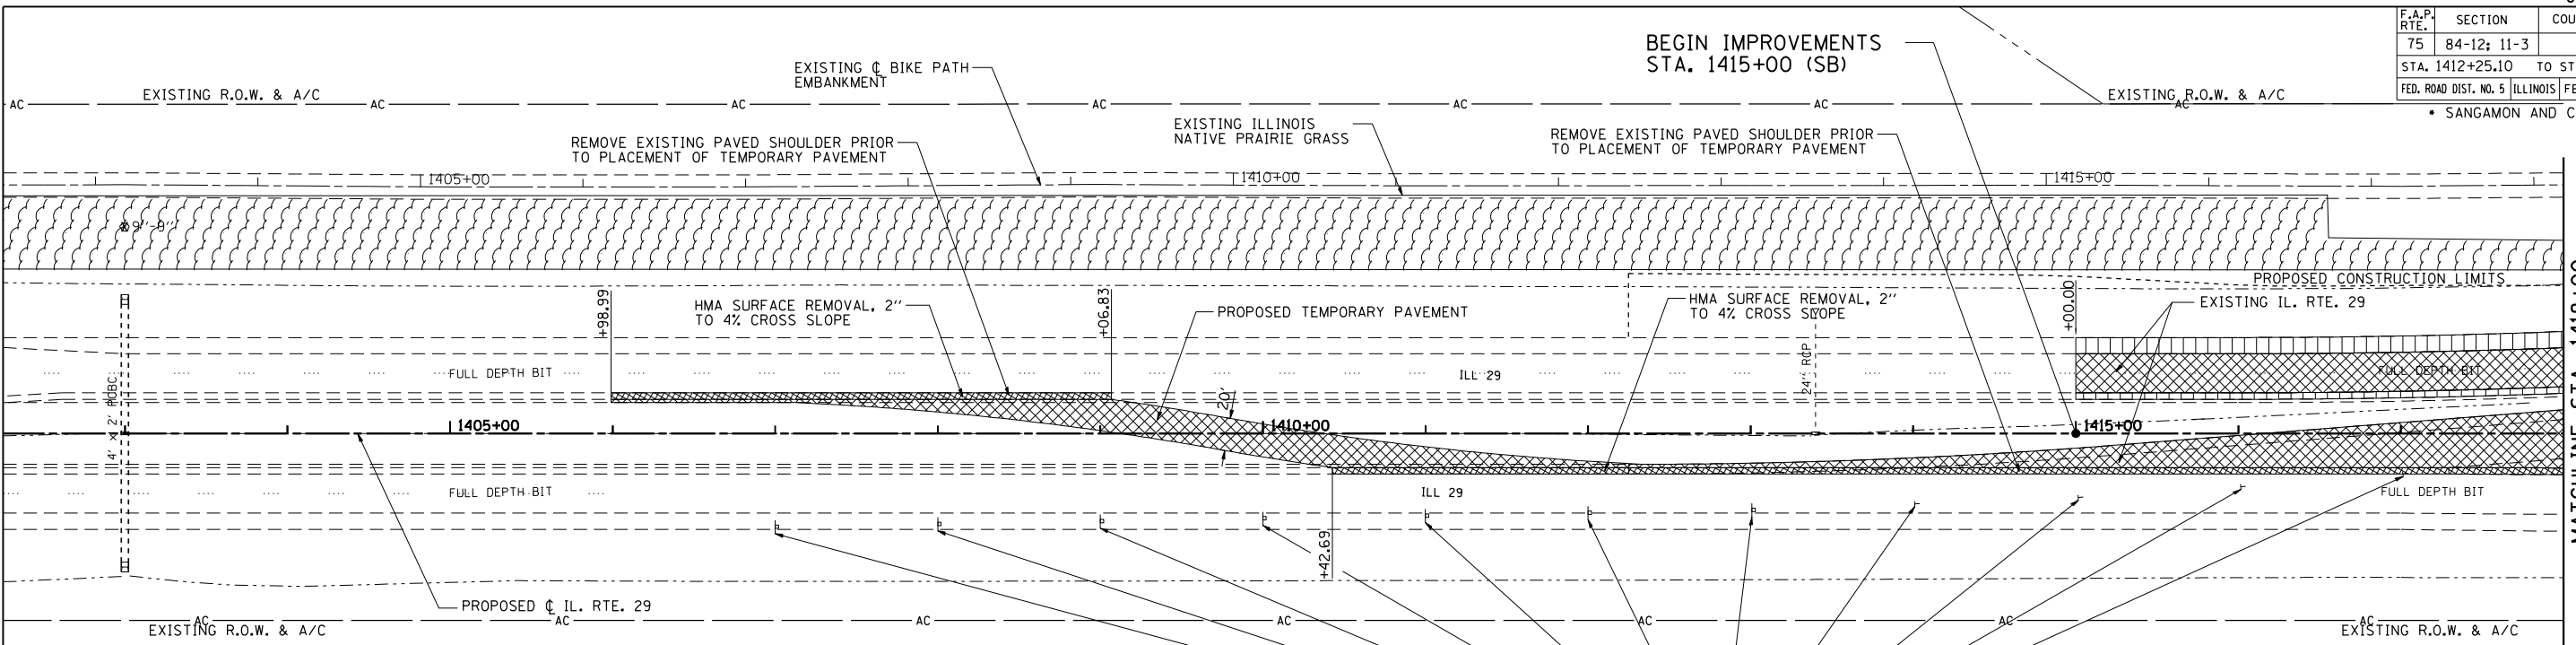 F.A.P. RTE. SECTION COU
75 84-12; 11-3
STA. 1412+25.10 TO ST
FED. ROAD DIST. NO. 5 ILLINOIS FE
* SANGAMON AND C
BEGIN IMPROVEMENTS
STA. 1415+00 (SB)
EXISTING ℄ BIKE PATH
EMBANKMENT
AC EXISTING R.O.W. & A/C AC AC AC AC AC EXISTING R.O.W. & A/C AC
EXISTING ILLINOIS
NATIVE PRAIRIE GRASS
REMOVE EXISTING PAVED SHOULDER PRIOR
TO PLACEMENT OF TEMPORARY PAVEMENT
REMOVE EXISTING PAVED SHOULDER PRIOR
TO PLACEMENT OF TEMPORARY PAVEMENT
1405+00 1410+00 1415+00
PROPOSED CONSTRUCTION LIMITS
+98.99
HMA SURFACE REMOVAL, 2''
TO 4% CROSS SLOPE
+06.83
PROPOSED TEMPORARY PAVEMENT
HMA SURFACE REMOVAL, 2''
TO 4% CROSS SLOPE
24'' RCP
+00.00
EXISTING IL. RTE. 29
4' x 2' PCBC
FULL DEPTH BIT
ILL 29
FULL DEPTH BIT
20'
1405+00 1410+00 1415+00
FULL DEPTH BIT
ILL 29
FULL DEPTH BIT
+42.69
PROPOSED ℄ IL. RTE. 29
AC AC AC AC AC AC AC
EXISTING R.O.W. & A/C
EXISTING R.O.W. & A/C